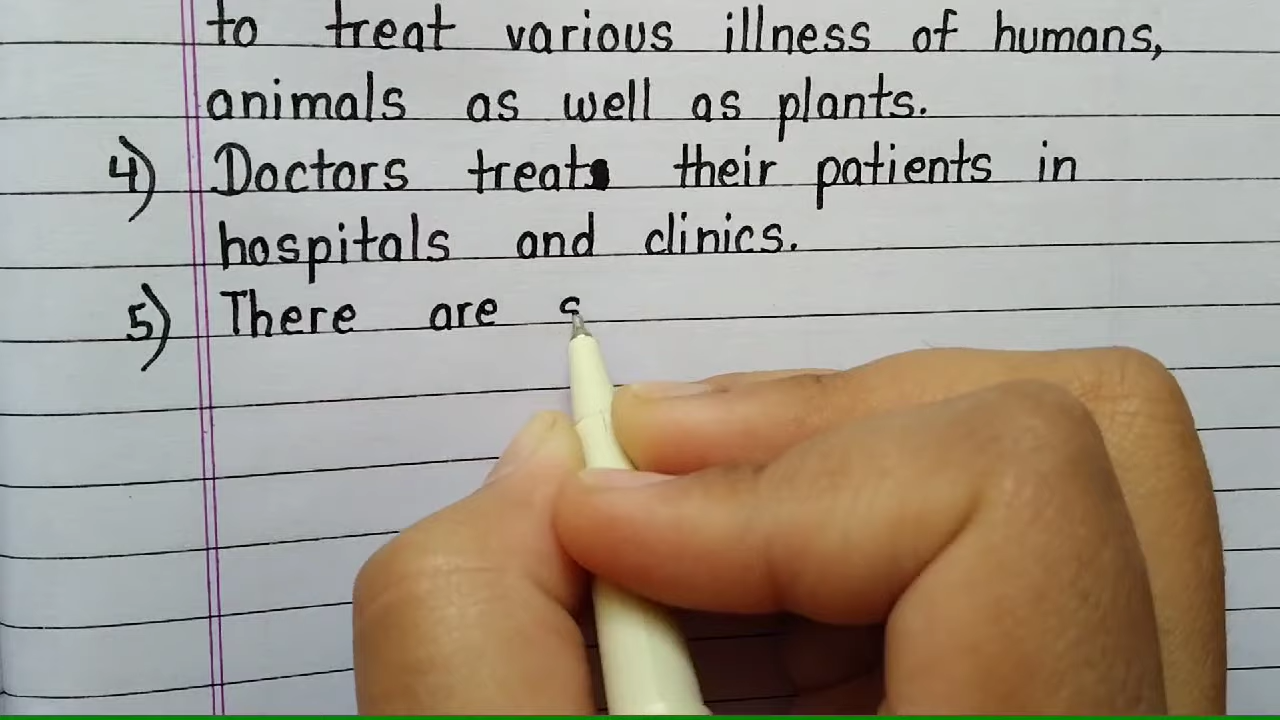 to treat various illness of humans,
animals as well as plants.
4) Doctors treat their patients in
hospitals and clinics.
5) There are s